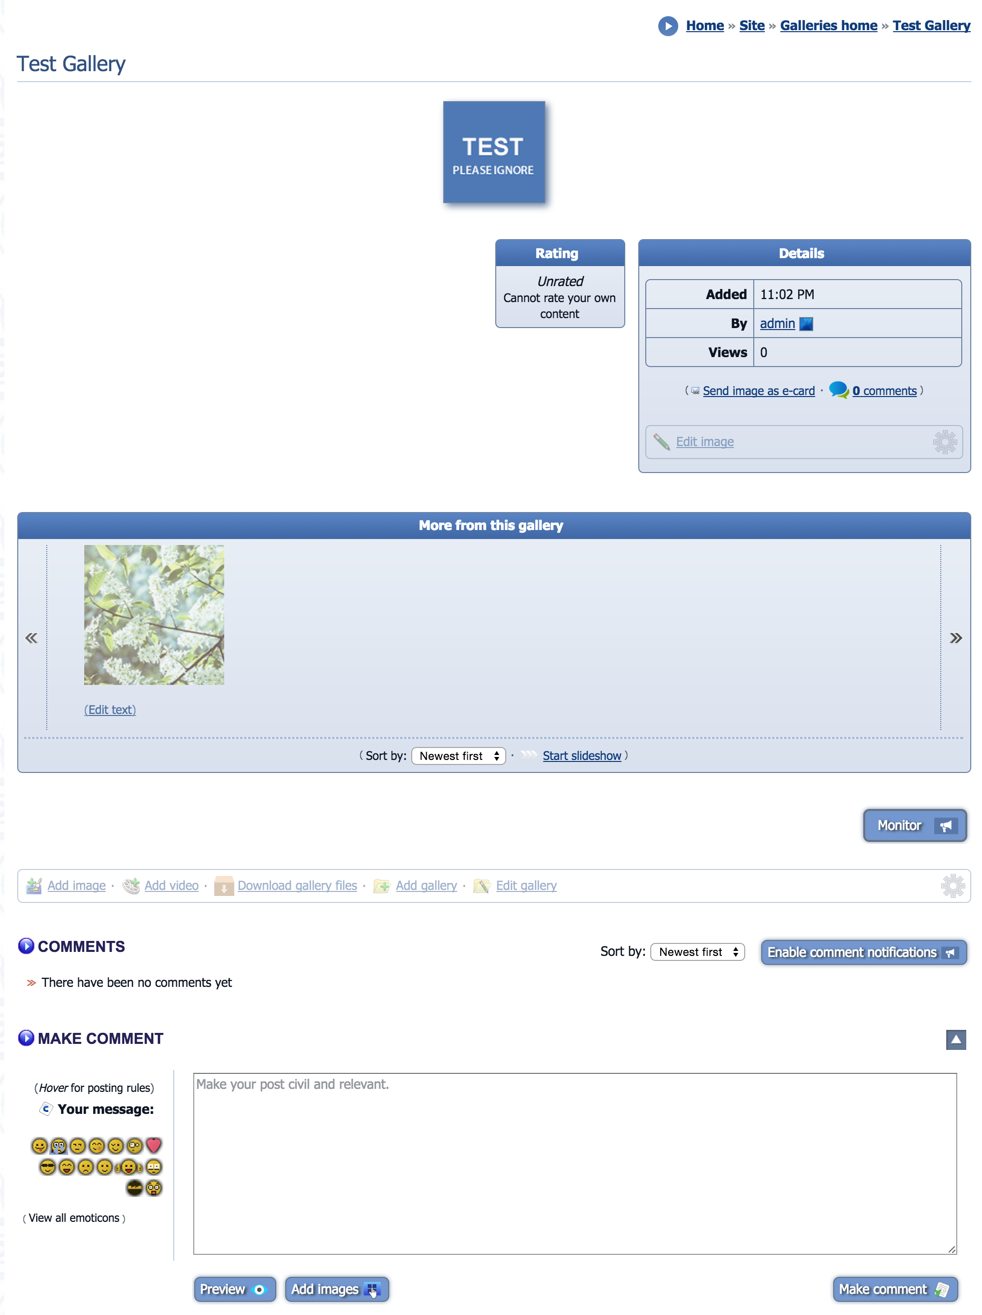 Home » Site » Galleries home » Test Gallery
Test Gallery
TEST
PLEASE IGNORE
Rating
Unrated
Cannot rate your own
content
Details
Added 11:02 PM
By admin
Views 0
( Send image as e-card · 0 comments )
Edit image
More from this gallery
«
»
(Edit text)
( Sort by: Newest first · Start slideshow )
Monitor
Add image · Add video · Download gallery files · Add gallery · Edit gallery
COMMENTS
Sort by: Newest first Enable comment notifications
» There have been no comments yet
MAKE COMMENT
(Hover for posting rules)
Your message:
Make your post civil and relevant.
( View all emoticons )
Preview Add images Make comment